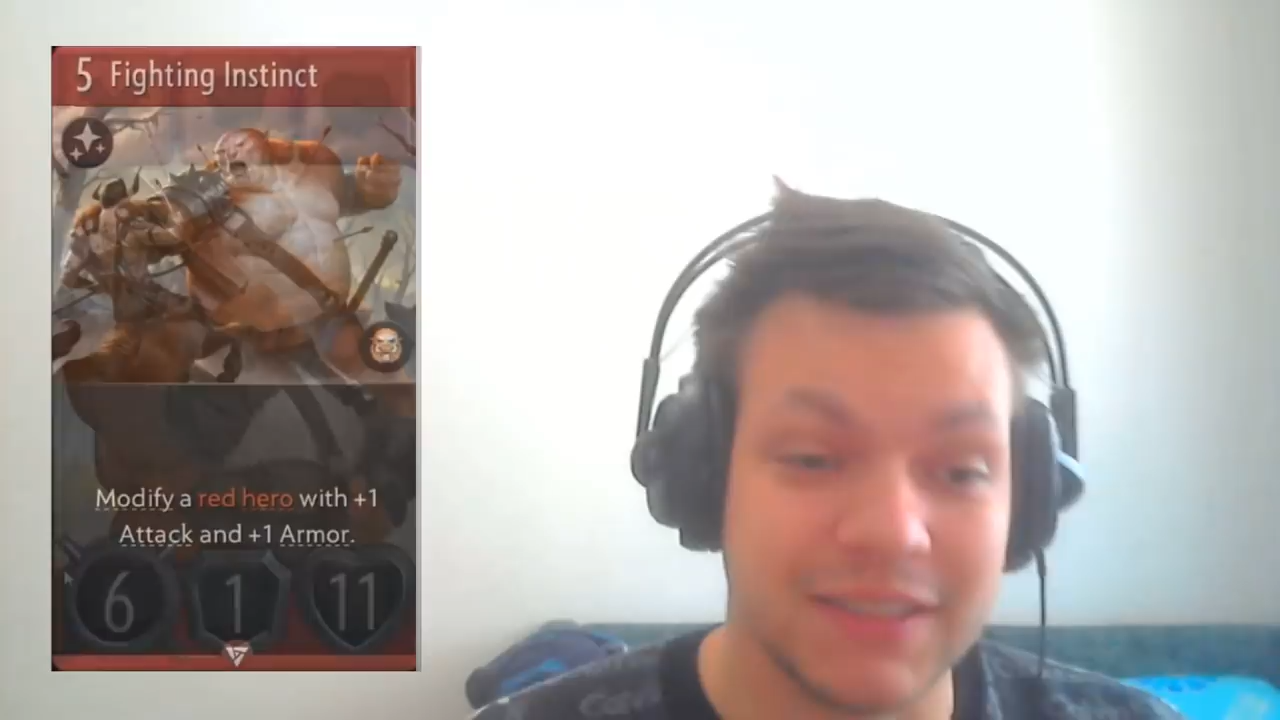 5 Fighting Instinct
Modify a red hero with +1
Attack and +1 Armor.
6 1 11